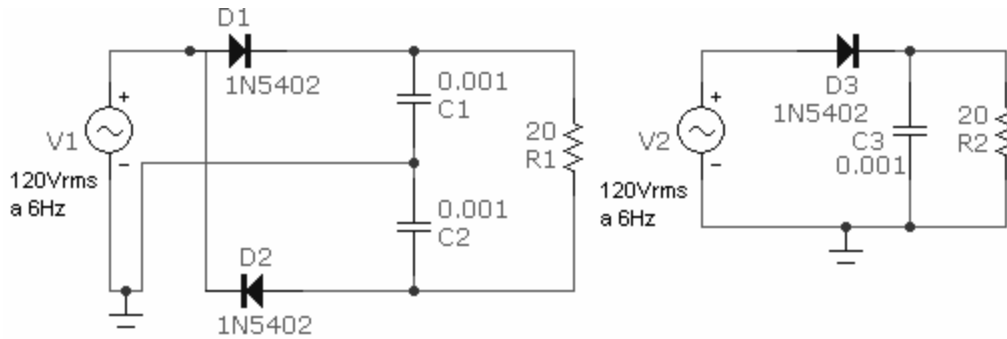 D1
1N5402
+
V1
−
120Vrms
a 6Hz
0.001
C1
20
R1
0.001
C2
D2
1N5402
D3
1N5402
+
V2
−
120Vrms
a 6Hz
C3
0.001
20
R2